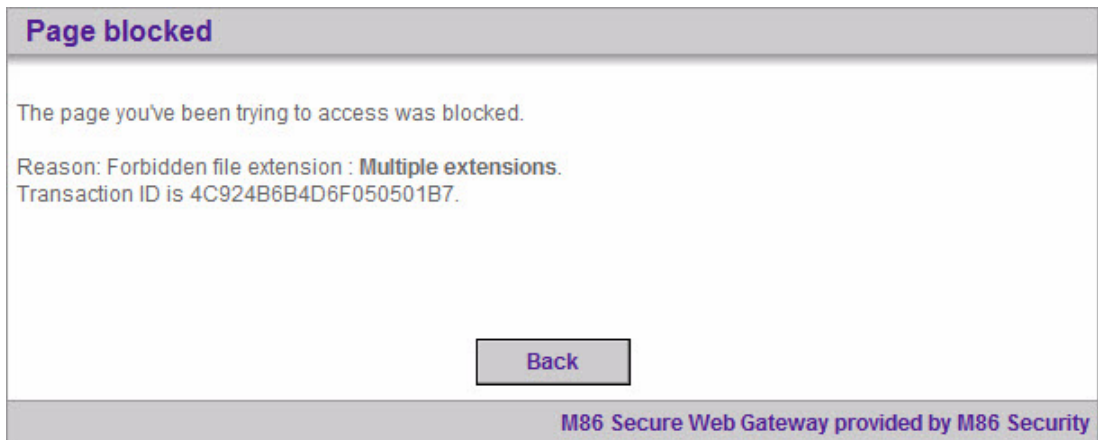 Page blocked
The page you've been trying to access was blocked.
Reason: Forbidden file extension : Multiple extensions.
Transaction ID is 4C924B6B4D6F050501B7.
Back
M86 Secure Web Gateway provided by M86 Security